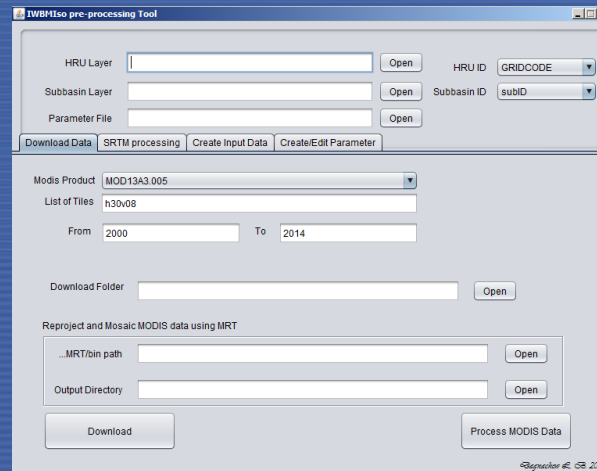 IWBMIso pre-processing Tool
HRU Layer Open HRU ID GRIDCODE
Subbasin Layer Open Subbasin ID subID
Parameter File Open
Download Data SRTM processing Create Input Data Create/Edit Parameter
Modis Product MOD13A3.005
List of Tiles h30v08
From 2000 To 2014
Download Folder Open
Reproject and Mosaic MODIS data using MRT
...MRT/bin path Open
Output Directory Open
Download Process MODIS Data